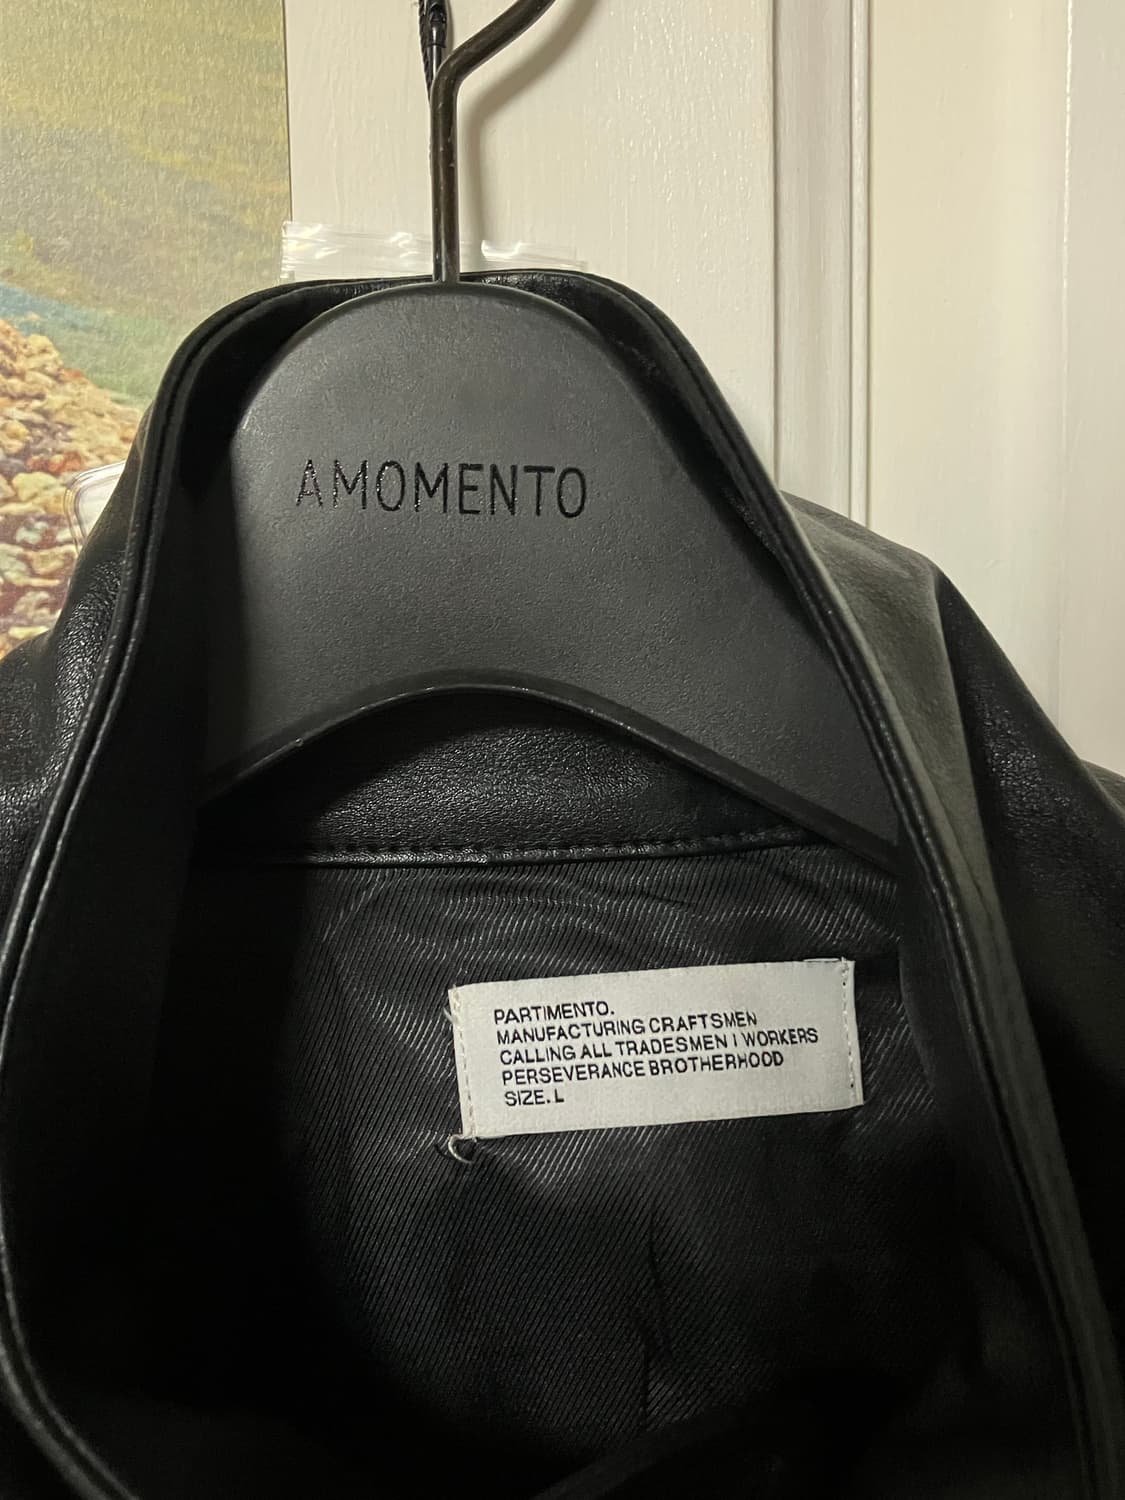 AMOMENTO
PARTIMENTO.
MANUFACTURING CRAFTSMEN
CALLING ALL TRADESMEN I WORKERS
PERSEVERANCE BROTHERHOOD
SIZE. L